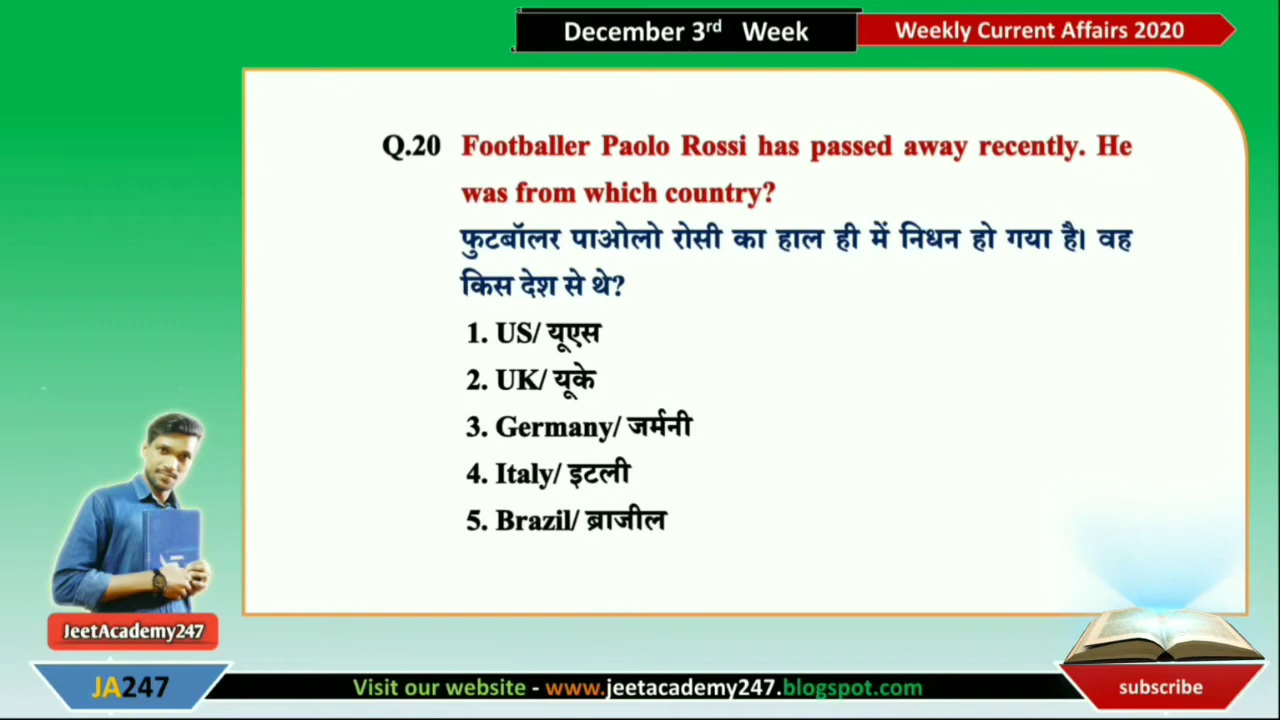 December 3rd Week
Weekly Current Affairs 2020
Q.20 Footballer Paolo Rossi has passed away recently. He
was from which country?
फुटबॉलर पाओलो रोसी का हाल ही में निधन हो गया है। वह
किस देश से थे?
1. US/ यूएस
2. UK/ यूके
3. Germany/ जर्मनी
4. Italy/ इटली
5. Brazil/ ब्राजील
JeetAcademy247
JA247
Visit our website - www.jeetacademy247.blogspot.com
subscribe